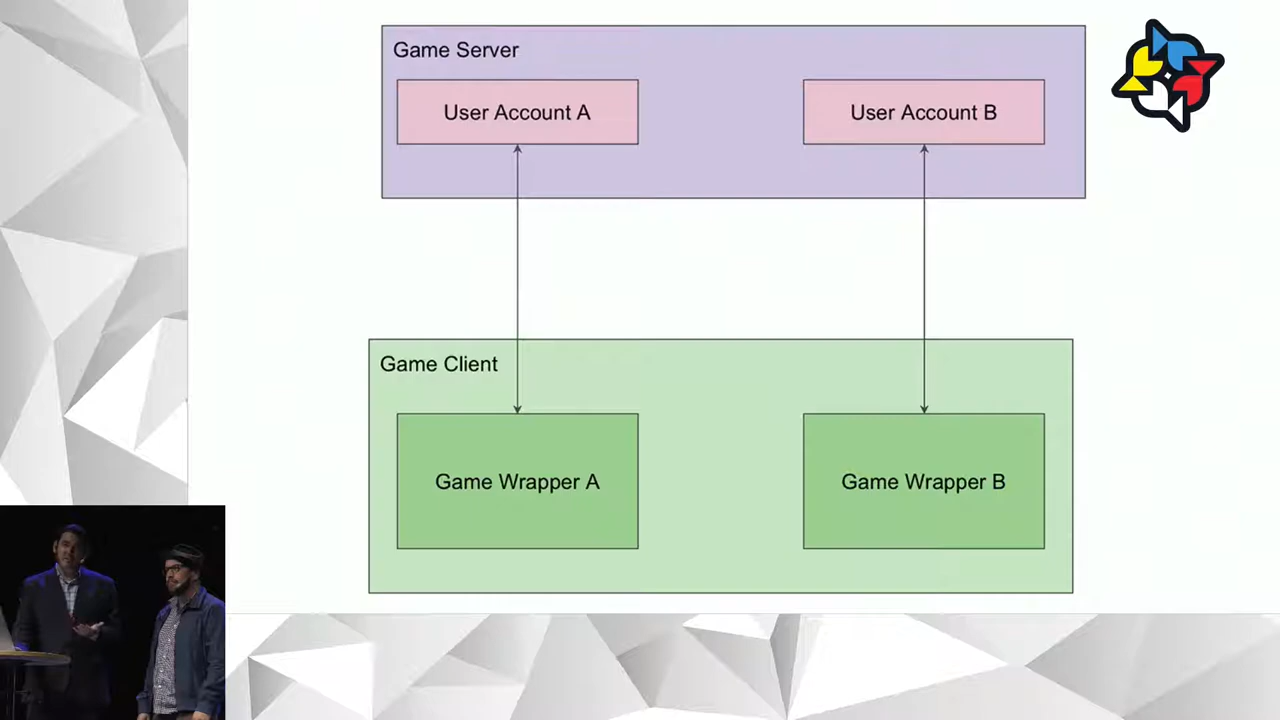 Game Server
User Account A
User Account B
Game Client
Game Wrapper A
Game Wrapper B